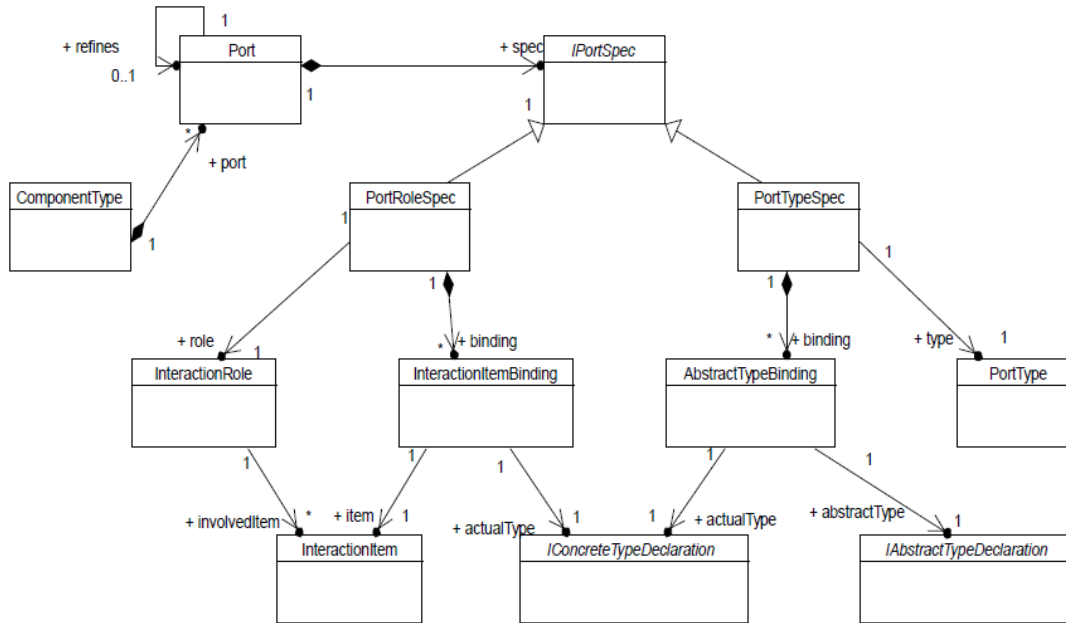 1
+ refines
Port
+ spec
IPortSpec
0..1
1
1
*
+ port
ComponentType
PortRoleSpec
PortTypeSpec
1
1
1
1
1
+ role
1
*
+ binding
*
+ binding
+ type
1
InteractionRole
InteractionItemBinding
AbstractTypeBinding
PortType
1
1
1
1
1
+ involvedItem
*
+ item
1
+ actualType
1
1
+ actualType
+ abstractType
1
InteractionItem
IConcreteTypeDeclaration
IAbstractTypeDeclaration